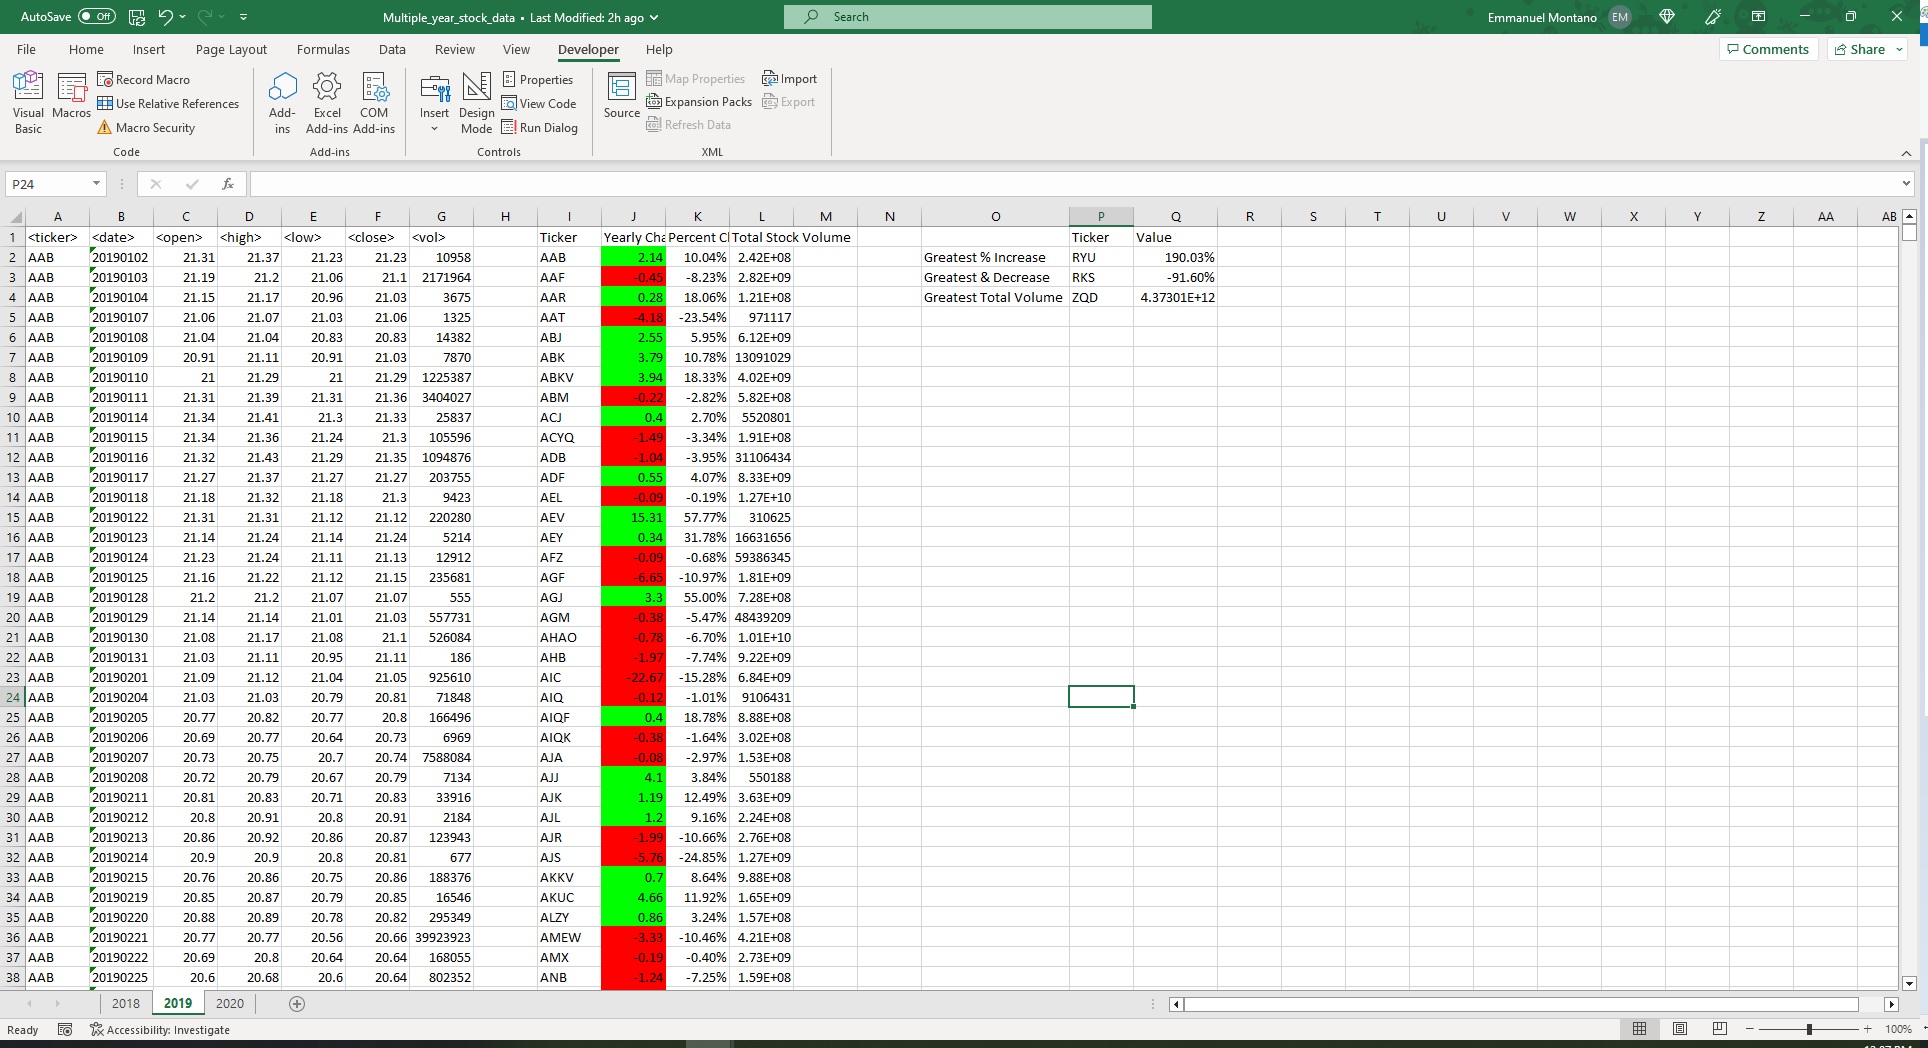 AutoSave Off Multiple_year_stock_data • Last Modified: 2h ago Search Emmanuel Montano EM
File Home Insert Page Layout Formulas Data Review View Developer Help Comments Share
Visual Basic
Macros
Record Macro
Use Relative References
Macro Security
Code
Add-ins
Excel Add-ins
COM Add-ins
Add-ins
Insert
Design Mode
Properties
View Code
Run Dialog
Controls
Source
Map Properties
Expansion Packs
Refresh Data
Import
Export
XML
P24 fx
A B C D E F G H I J K L M N O P Q R S T U V W X Y Z AA AB
1 <ticker> <date> <open> <high> <low> <close> <vol> Ticker Yearly Cha Percent Cl Total Stock Volume Ticker Value
2 AAB 20190102 21.31 21.37 21.23 21.23 10958 AAB 2.14 10.04% 2.42E+08 Greatest % Increase RYU 190.03%
3 AAB 20190103 21.19 21.2 21.06 21.1 2171964 AAF -0.45 -8.23% 2.82E+09 Greatest & Decrease RKS -91.60%
4 AAB 20190104 21.15 21.17 20.96 21.03 3675 AAR 0.28 18.06% 1.21E+08 Greatest Total Volume ZQD 4.37301E+12
5 AAB 20190107 21.06 21.07 21.03 21.06 1325 AAT -4.18 -23.54% 971117
6 AAB 20190108 21.04 21.04 20.83 20.83 14382 ABJ 2.55 5.95% 6.12E+09
7 AAB 20190109 20.91 21.11 20.91 21.03 7870 ABK 3.79 10.78% 13091029
8 AAB 20190110 21 21.29 21 21.29 1225387 ABKV 3.94 18.33% 4.02E+09
9 AAB 20190111 21.31 21.39 21.31 21.36 3404027 ABM -0.22 -2.82% 5.82E+08
10 AAB 20190114 21.34 21.41 21.3 21.33 25837 ACJ 0.4 2.70% 5520801
11 AAB 20190115 21.34 21.36 21.24 21.3 105596 ACYQ -1.49 -3.34% 1.91E+08
12 AAB 20190116 21.32 21.43 21.29 21.35 1094876 ADB -1.04 -3.95% 31106434
13 AAB 20190117 21.27 21.37 21.27 21.27 203755 ADF 0.55 4.07% 8.33E+09
14 AAB 20190118 21.18 21.32 21.18 21.3 9423 AEL -0.09 -0.19% 1.27E+10
15 AAB 20190122 21.31 21.31 21.12 21.12 220280 AEV 15.31 57.77% 310625
16 AAB 20190123 21.14 21.24 21.14 21.24 5214 AEY 0.34 31.78% 16631656
17 AAB 20190124 21.23 21.24 21.11 21.13 12912 AFZ -0.09 -0.68% 59386345
18 AAB 20190125 21.16 21.22 21.12 21.15 235681 AGF -6.65 -10.97% 1.81E+09
19 AAB 20190128 21.2 21.2 21.07 21.07 555 AGJ 3.3 55.00% 7.28E+08
20 AAB 20190129 21.14 21.14 21.01 21.03 557731 AGM -0.38 -5.47% 48439209
21 AAB 20190130 21.08 21.17 21.08 21.1 526084 AHAO -0.78 -6.70% 1.01E+10
22 AAB 20190131 21.03 21.11 20.95 21.11 186 AHB -1.97 -7.74% 9.22E+09
23 AAB 20190201 21.09 21.12 21.04 21.05 925610 AIC -22.67 -15.28% 6.84E+09
24 AAB 20190204 21.03 21.03 20.79 20.81 71848 AIQ -0.12 -1.01% 9106431
25 AAB 20190205 20.77 20.82 20.77 20.8 166496 AIQF 0.4 18.78% 8.88E+08
26 AAB 20190206 20.69 20.77 20.64 20.73 6969 AIQK -0.38 -1.64% 3.02E+08
27 AAB 20190207 20.73 20.75 20.7 20.74 7588084 AJA -0.08 -2.97% 1.53E+08
28 AAB 20190208 20.72 20.79 20.67 20.79 7134 AJJ 4.1 3.84% 550188
29 AAB 20190211 20.81 20.83 20.71 20.83 33916 AJK 1.19 12.49% 3.63E+09
30 AAB 20190212 20.8 20.91 20.8 20.91 2184 AJL 1.2 9.16% 2.24E+08
31 AAB 20190213 20.86 20.92 20.86 20.87 123943 AJR -1.99 -10.66% 2.76E+08
32 AAB 20190214 20.9 20.9 20.8 20.81 677 AJS -5.76 -24.85% 1.27E+09
33 AAB 20190215 20.76 20.86 20.75 20.86 188376 AKKV 0.7 8.64% 9.88E+08
34 AAB 20190219 20.85 20.87 20.79 20.85 16546 AKUC 4.66 11.92% 1.65E+09
35 AAB 20190220 20.88 20.89 20.78 20.82 295349 ALZY 0.86 3.24% 1.57E+08
36 AAB 20190221 20.77 20.77 20.56 20.66 39923923 AMEW -3.33 -10.46% 4.21E+08
37 AAB 20190222 20.69 20.8 20.64 20.64 168055 AMX -0.19 -0.40% 2.73E+09
38 AAB 20190225 20.6 20.68 20.6 20.64 802352 ANB -1.24 -7.25% 1.59E+08
2018 2019 2020
Ready Accessibility: Investigate 100%